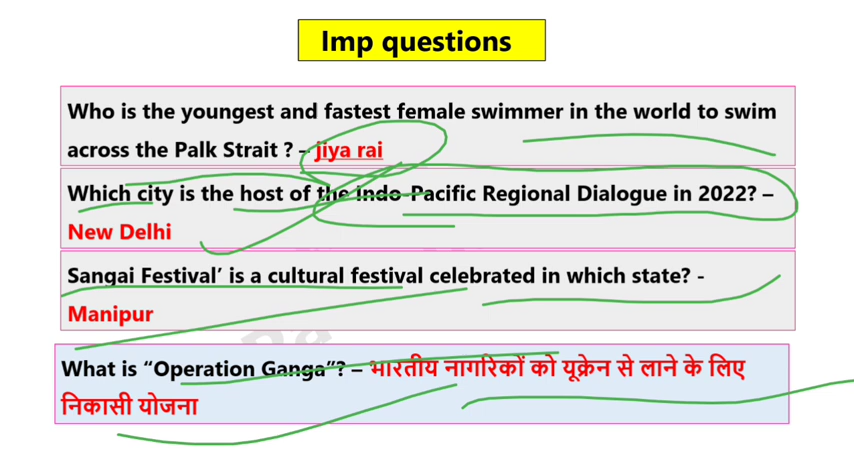 Imp questions
Who is the youngest and fastest female swimmer in the world to swim
across the Palk Strait ? – jiya rai
Which city is the host of the Indo-Pacific Regional Dialogue in 2022? –
New Delhi
Sangai Festival’ is a cultural festival celebrated in which state? -
Manipur
What is “Operation Ganga”? – भारतीय नागरिकों को यूक्रेन से लाने के लिए
निकासी योजना